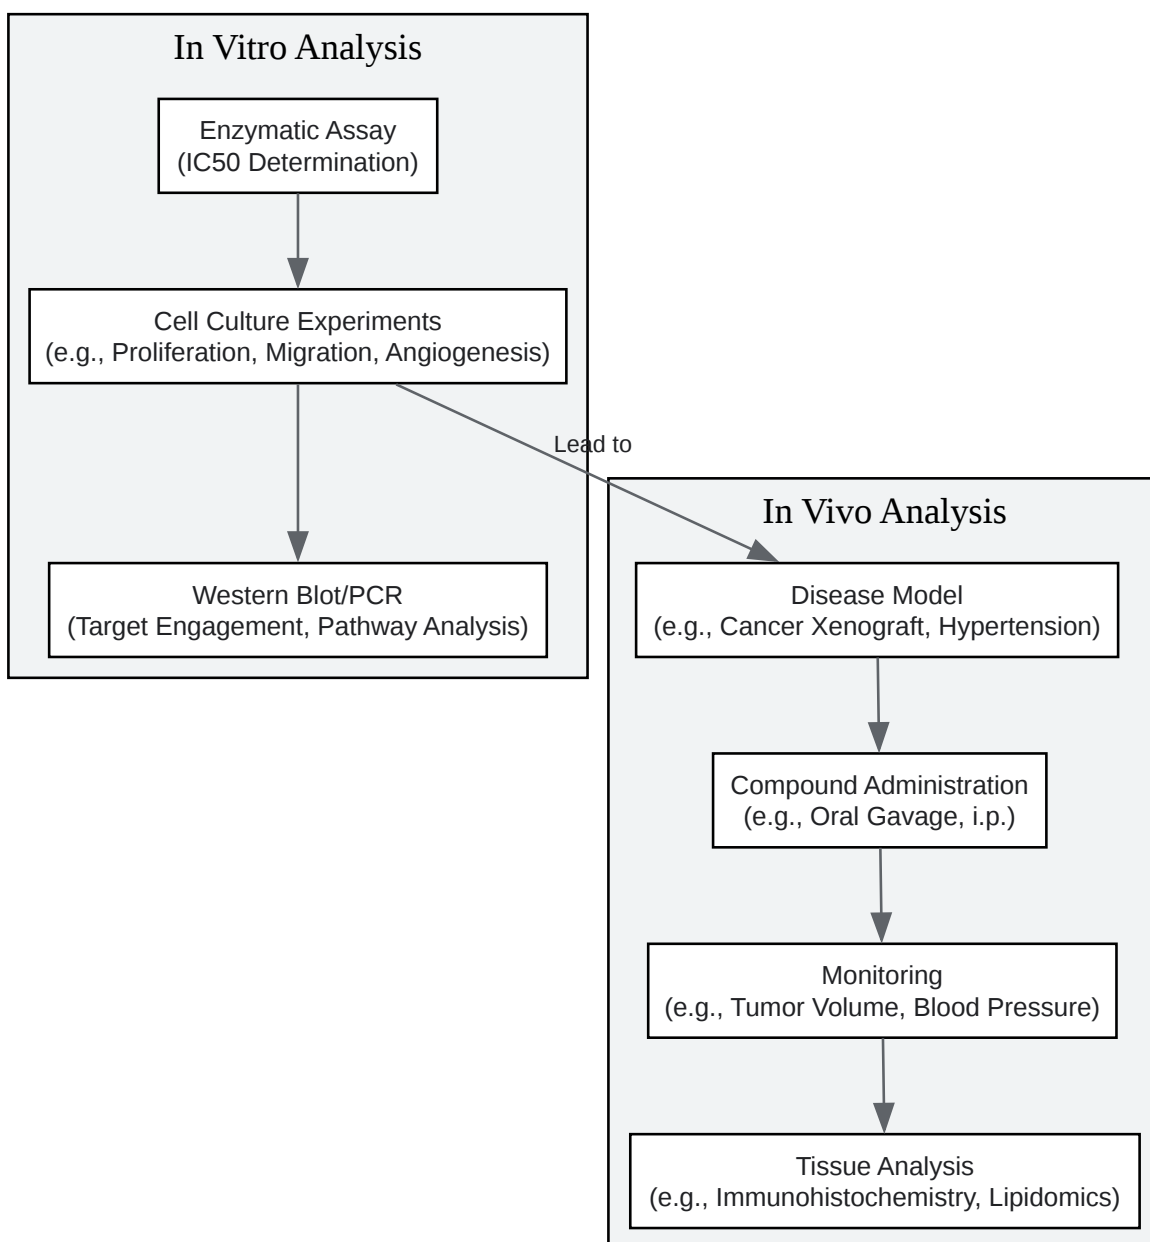 In Vitro Analysis
Enzymatic Assay
(IC50 Determination)
Cell Culture Experiments
(e.g., Proliferation, Migration, Angiogenesis)
Lead to
Western Blot/PCR
(Target Engagement, Pathway Analysis)
In Vivo Analysis
Disease Model
(e.g., Cancer Xenograft, Hypertension)
Compound Administration
(e.g., Oral Gavage, i.p.)
Monitoring
(e.g., Tumor Volume, Blood Pressure)
Tissue Analysis
(e.g., Immunohistochemistry, Lipidomics)